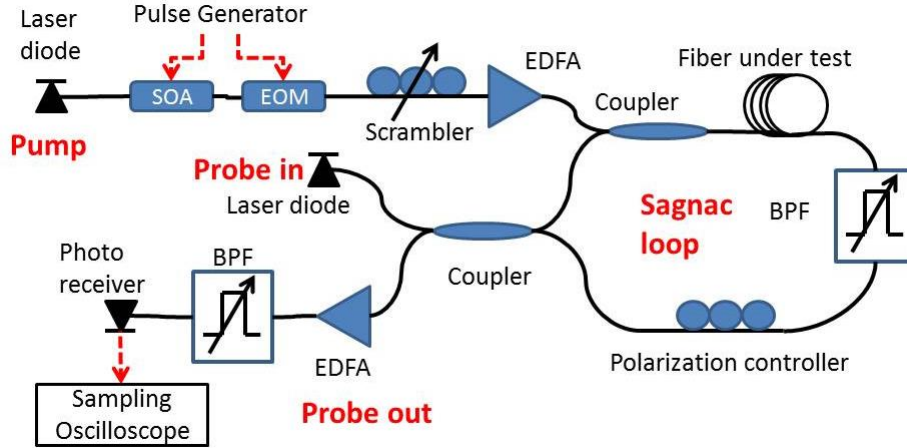 Laser
diode
Pulse Generator
SOA
EOM
Scrambler
EDFA
Coupler
Fiber under test
Pump
Probe in
Laser diode
Sagnac
loop
BPF
Coupler
Photo
receiver
BPF
EDFA
Polarization controller
Sampling
Oscilloscope
Probe out